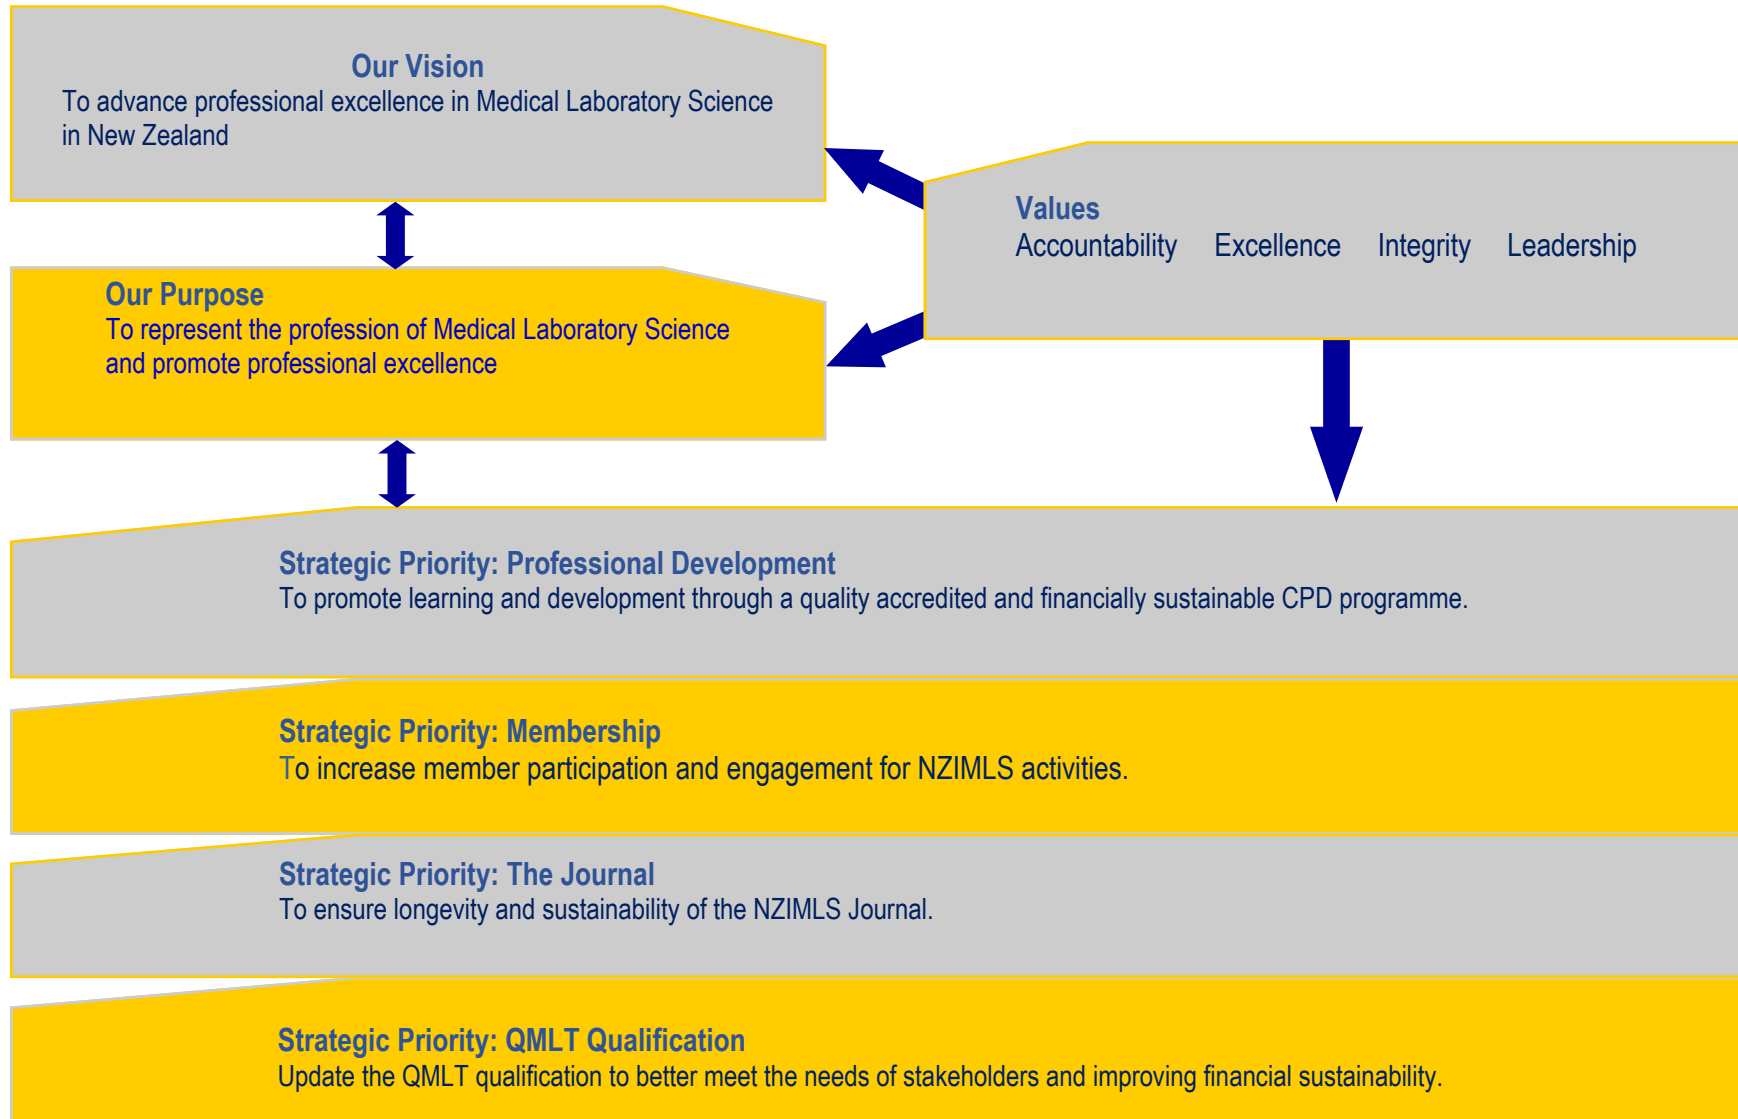 Our Vision
To advance professional excellence in Medical Laboratory Science
in New Zealand
Values
Accountability Excellence Integrity Leadership
Our Purpose
To represent the profession of Medical Laboratory Science
and promote professional excellence
Strategic Priority: Professional Development
To promote learning and development through a quality accredited and financially sustainable CPD programme.
Strategic Priority: Membership
To increase member participation and engagement for NZIMLS activities.
Strategic Priority: The Journal
To ensure longevity and sustainability of the NZIMLS Journal.
Strategic Priority: QMLT Qualification
Update the QMLT qualification to better meet the needs of stakeholders and improving financial sustainability.